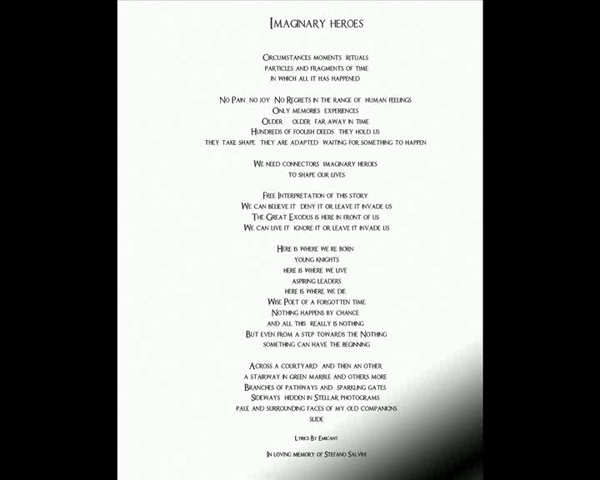 Imaginary heroes
Circumstances moments rituals
particles and fragments of time
in which all it has happened
No Pain no joy No Regrets in the range of human feelings
Only memories experiences
Older older far away in time
Hundreds of foolish deeds they hold us
they take shape they are adapted waiting for something to happen
We need connectors imaginary heroes
to shape our lives
Free Interpretation of this story
We can believe it deny it or leave it invade us
The Great Exodus is here in front of us
We can live it ignore it or leave it invade us
Here is where we re born
young knights
here is where we live
aspiring leaders
here is where we die
Wise Poet of a forgotten time
Nothing happens by chance
and all this really is nothing
But even from a step towards the Nothing
something can have the beginning
Across a courtyard and then an other
a stairway in green marble and others more
Branches of pathways and sparkling gates
Sideways hidden in Stellar photograms
pale and surrounding faces of my old companions
slide
Lyrics By Emicant
In loving memory of Stefano Salvini